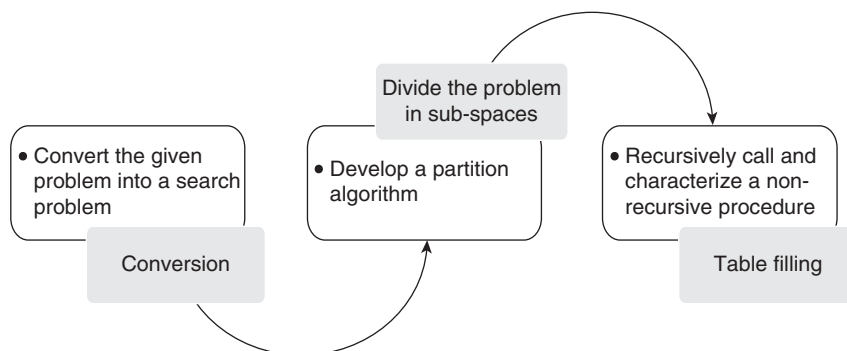 • Convert the given
problem into a search
problem
Conversion
Divide the problem
in sub-spaces
• Develop a partition
algorithm
• Recursively call and
characterize a non-
recursive procedure
Table filling